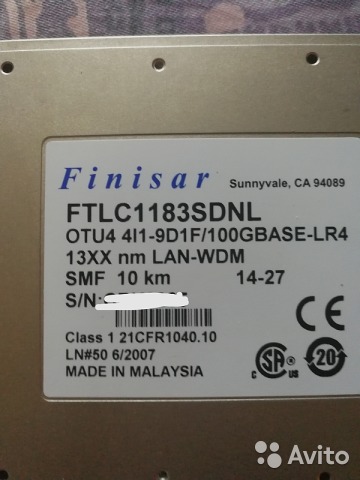 Finisar Sunnyvale, CA 94089
FTLC1183SDNL
OTU4 4I1-9D1F/100GBASE-LR4
13XX nm LAN-WDM
SMF 10 km 14-27
S/N:
Class 1 21CFR1040.10
LN#50 6/2007
MADE IN MALAYSIA
20
Avito